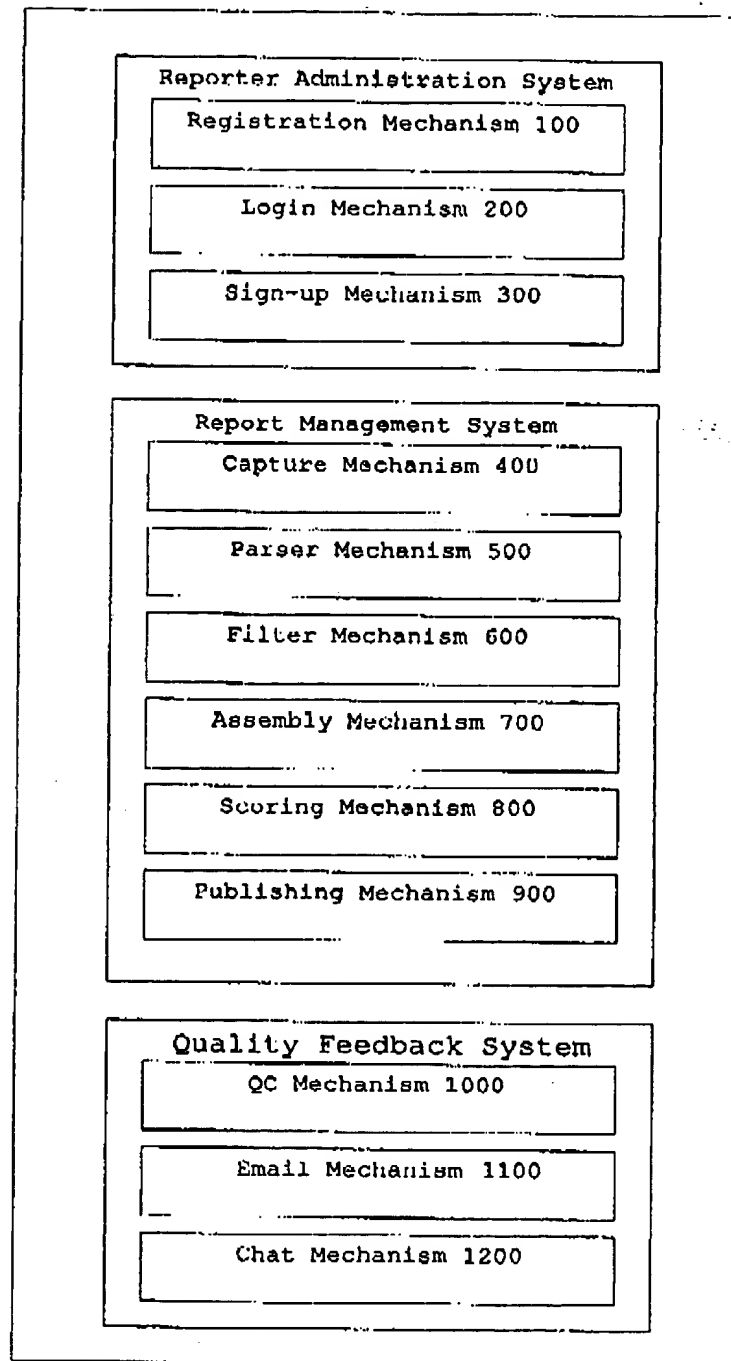 Reporter Administration System
Registration Mechanism 100
Login Mechanism 200
Sign-up Mechanism 300
Report Management System
Capture Mechanism 400
Parser Mechanism 500
Filter Mechanism 600
Assembly Mechanism 700
Scoring Mechanism 800
Publishing Mechanism 900
Quality Feedback System
QC Mechanism 1000
Email Mechanism 1100
Chat Mechanism 1200